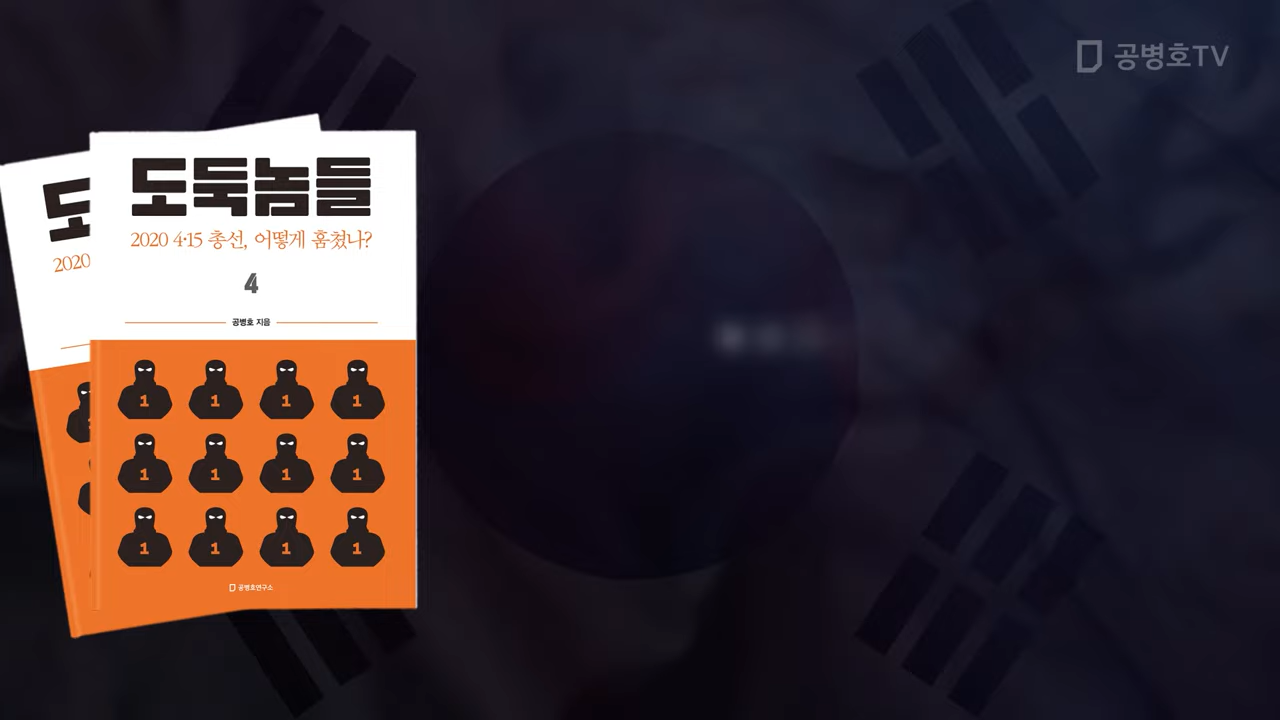 공병호TV
도둑놈들
2020 4·15 총선, 어떻게 훔쳤나?
4
공병호 지음
1 1 1 1
1 1 1 1
1 1 1 1
공병호연구소
도
2020